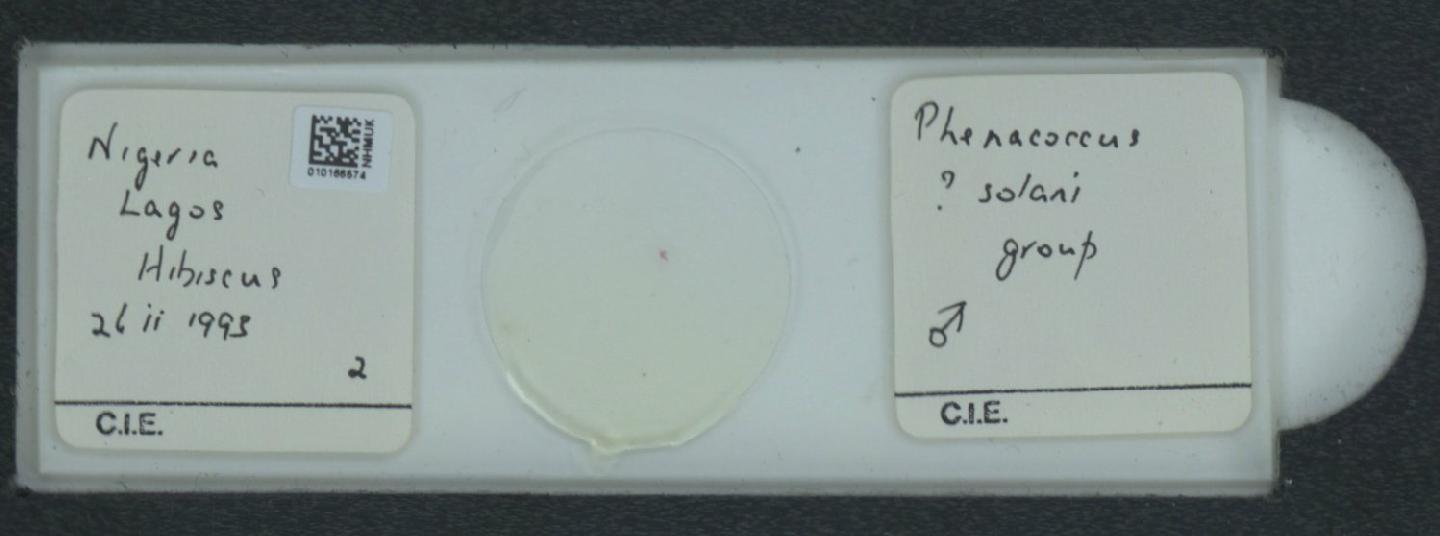 Nigeria
Lagos
Hibiscus
26 ii 1993
2
C.I.E.
NHMUK
010166574
Phenacoccus
? solani
group
♂
C.I.E.